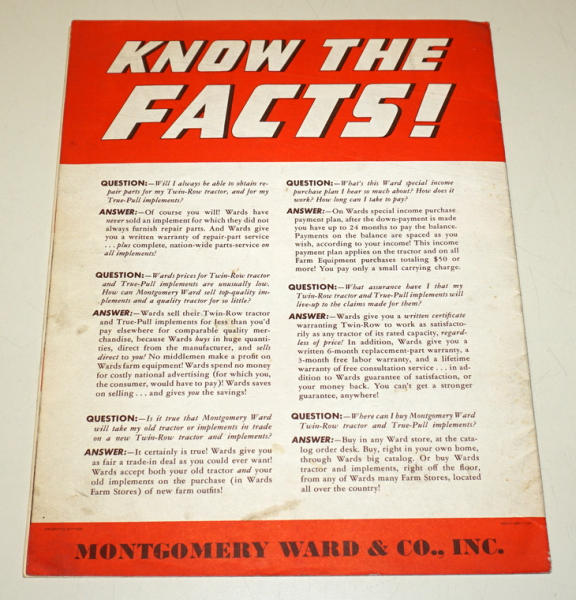 KNOW THE
FACTS!
QUESTION:—Will I always be able to obtain re-
pair parts for my Twin-Row tractor, and for my
True-Pull implements?
ANSWER:—Of course you will! Wards have
never sold an implement for which they did not
always furnish repair parts. And Wards give
you a written warranty of repair-part service
. . . plus complete, nation-wide parts-service on
all implements!
QUESTION:—Wards prices for Twin-Row tractor
and True-Pull implements are unusually low.
How can Montgomery Ward sell top-quality im-
plements and a quality tractor for so little?
ANSWER:—Wards sell their Twin-Row tractor
and True-Pull implements for less than you'd
pay elsewhere for comparable quality mer-
chandise, because Wards buys in huge quanti-
ties, direct from the manufacturer, and sells
direct to you! No middlemen make a profit on
Wards farm equipment! Wards spend no money
for costly national advertising (for which you,
the consumer, would have to pay)! Wards saves
on selling . . . and gives you the savings!
QUESTION:—Is it true that Montgomery Ward
will take my old tractor or implements in trade
on a new Twin-Row tractor and implements?
ANSWER:—It certainly is true! Wards give you
as fair a trade-in deal as you could ever want!
Wards accept both your old tractor and your
old implements on the purchase (in Wards
Farm Stores) of new farm outfits!
QUESTION:—What's this Ward special income
purchase plan I hear so much about? How does it
work? How long can I take to pay?
ANSWER:—On Wards special income purchase
payment plan, after the down-payment is made
you have up to 24 months to pay the balance.
Payments on the balance are spaced as you
wish, according to your income! This income
payment plan applies on the tractor and on all
Farm Equipment purchases totaling $50 or
more! You pay only a small carrying charge.
QUESTION:—What assurance have I that my
Twin-Row tractor and True-Pull implements will
live-up to the claims made for them?
ANSWER:—Wards give you a written certificate
warranting Twin-Row to work as satisfacto-
rily as any tractor of its rated capacity, regard-
less of price! In addition, Wards give you a
written 6-month replacement-part warranty, a
3-month free labor warranty, and a lifetime
warranty of free consultation service . . . in ad-
dition to Wards guarantee of satisfaction, or
your money back. You can't get a stronger
guarantee, anywhere!
QUESTION:—Where can I buy Montgomery Ward
Twin-Row tractor and True-Pull implements?
ANSWER:—Buy in any Ward store, at the cata-
log order desk. Buy, right in your own home,
through Wards big catalog. Or buy Wards
tractor and implements, right off the floor,
from any of Wards many Farm Stores, located
all over the country!
MONTGOMERY WARD & CO., INC.